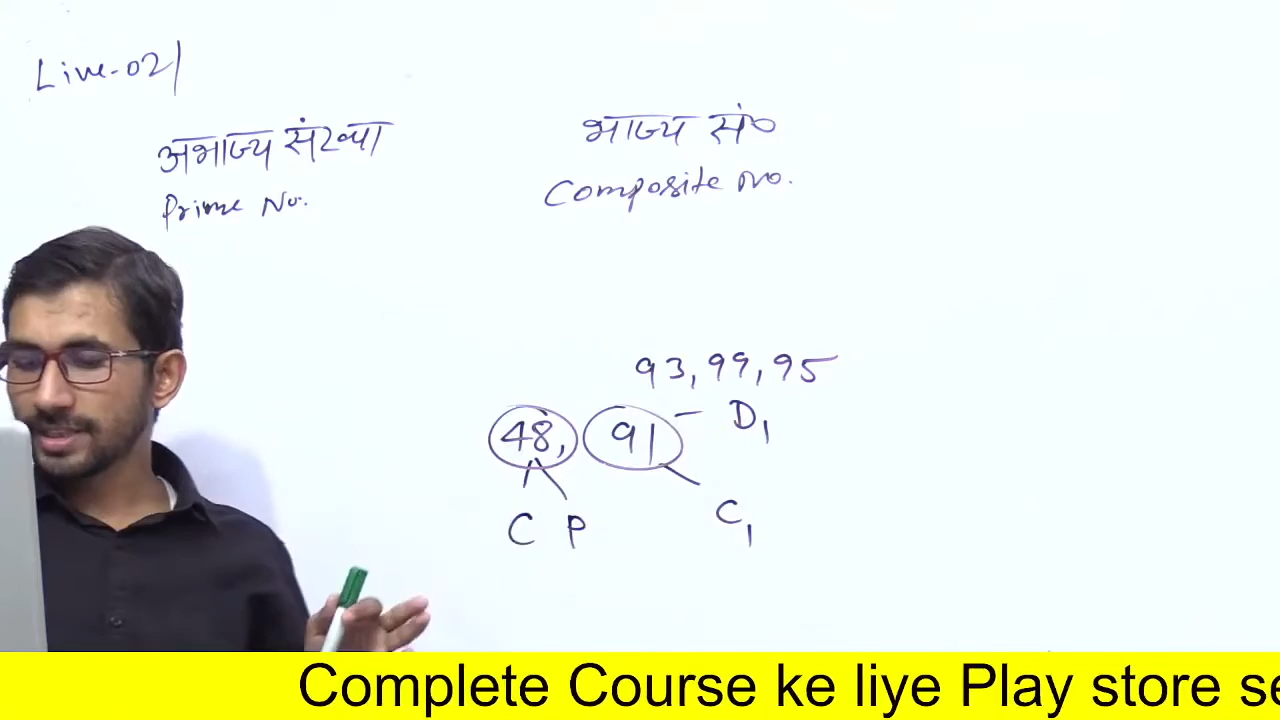 Live-02
अभाज्य संख्या
Prime No.
भाज्य सं०
Composite No.
93, 99, 95
48, 91 – D1
C P C1
Complete Course ke liye Play store se